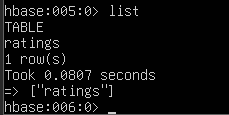 hbase:005:0> list
TABLE
ratings
1 row(s)
Took 0.0807 seconds
=> ["ratings"]
hbase:006:0> _